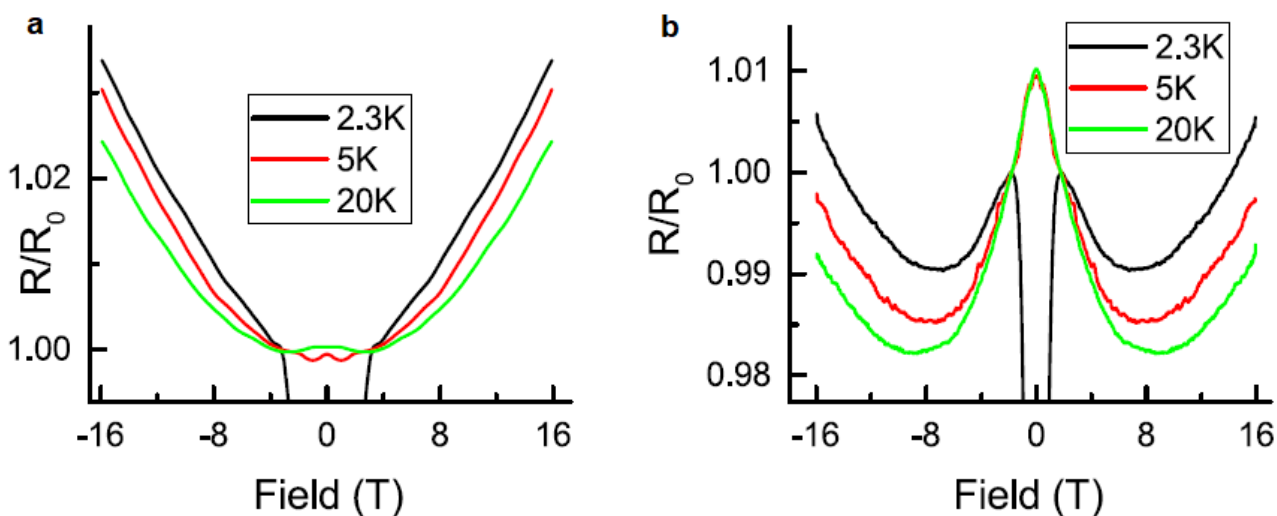 a
R/R0
1.02
1.00
2.3K
5K
20K
-16
-8
0
8
16
Field (T)
b
R/R0
1.01
1.00
0.99
0.98
2.3K
5K
20K
-16
-8
0
8
16
Field (T)